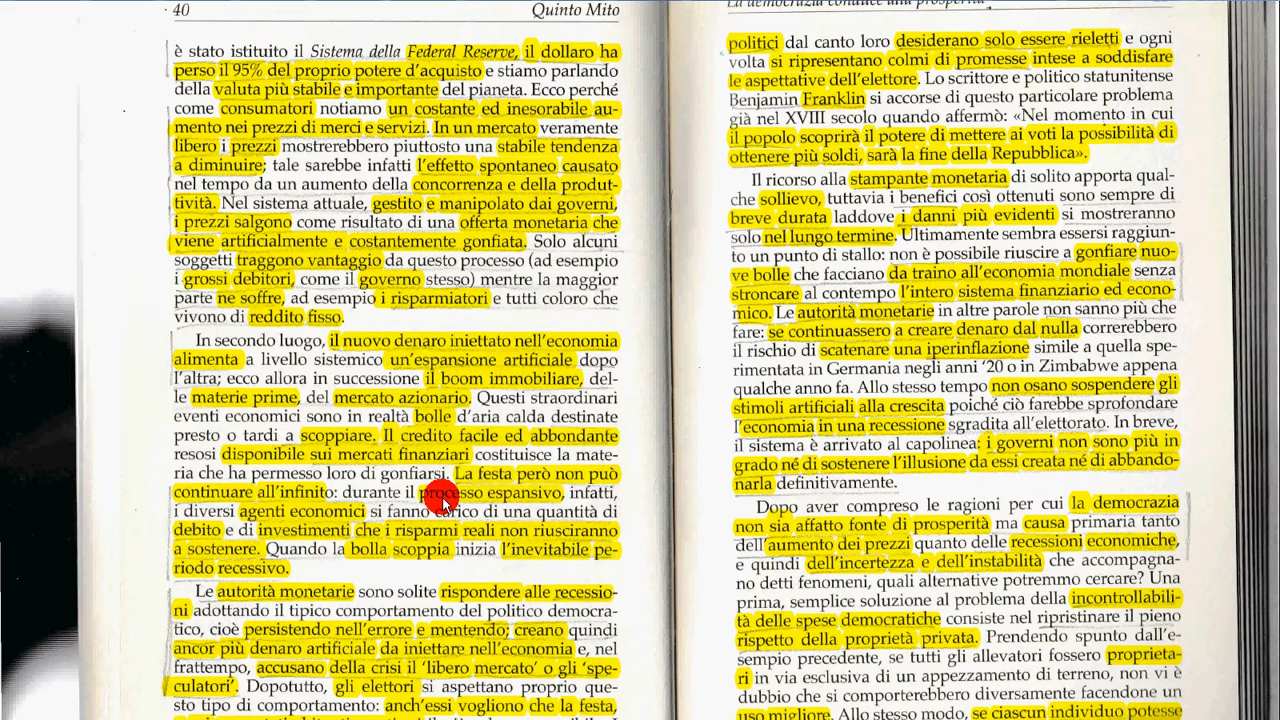 40
Quinto Mito
è stato istituito il Sistema della Federal Reserve, il dollaro ha
perso il 95% del proprio potere d'acquisto e stiamo parlando
della valuta più stabile e importante del pianeta. Ecco perché
come consumatori notiamo un costante ed inesorabile au-
mento nei prezzi di merci e servizi. In un mercato veramente
libero i prezzi mostrerebbero piuttosto una stabile tendenza
a diminuire; tale sarebbe infatti l'effetto spontaneo causato
nel tempo da un aumento della concorrenza e della produt-
tività. Nel sistema attuale, gestito e manipolato dai governi,
i prezzi salgono come risultato di una offerta monetaria che
viene artificialmente e costantemente gonfiata. Solo alcuni
soggetti traggono vantaggio da questo processo (ad esempio
i grossi debitori, come il governo stesso) mentre la maggior
parte ne soffre, ad esempio i risparmiatori e tutti coloro che
vivono di reddito fisso.
In secondo luogo, il nuovo denaro iniettato nell'economia
alimenta a livello sistemico un'espansione artificiale dopo
l'altra; ecco allora in successione il boom immobiliare, del-
le materie prime, del mercato azionario. Questi straordinari
eventi economici sono in realtà bolle d'aria calda destinate
presto o tardi a scoppiare. Il credito facile ed abbondante
resosi disponibile sui mercati finanziari costituisce la mate-
ria che ha permesso loro di gonfiarsi. La festa però non può
continuare all'infinito: durante il processo espansivo, infatti,
i diversi agenti economici si fanno carico di una quantità di
debito e di investimenti che i risparmi reali non riusciranno
a sostenere. Quando la bolla scoppia inizia l'inevitabile pe-
riodo recessivo.
Le autorità monetarie sono solite rispondere alle recessio-
ni adottando il tipico comportamento del politico democra-
tico, cioè persistendo nell'errore e mentendo; creano quindi
ancor più denaro artificiale da iniettare nell'economia e, nel
frattempo, accusano della crisi il 'libero mercato' o gli 'spe-
culatori'. Dopotutto, gli elettori si aspettano proprio que-
sto tipo di comportamento: anch'essi vogliono che la festa,
La democrazia conduce alla prosperità
politici dal canto loro desiderano solo essere rieletti e ogni
volta si ripresentano colmi di promesse intese a soddisfare
le aspettative dell'elettore. Lo scrittore e politico statunitense
Benjamin Franklin si accorse di questo particolare problema
già nel XVIII secolo quando affermò: «Nel momento in cui
il popolo scoprirà il potere di mettere ai voti la possibilità di
ottenere più soldi, sarà la fine della Repubblica».
Il ricorso alla stampante monetaria di solito apporta qual-
che sollievo, tuttavia i benefici così ottenuti sono sempre di
breve durata laddove i danni più evidenti si mostreranno
solo nel lungo termine. Ultimamente sembra essersi raggiun-
to un punto di stallo: non è possibile riuscire a gonfiare nuo-
ve bolle che facciano da traino all'economia mondiale senza
stroncare al contempo l'intero sistema finanziario ed econo-
mico. Le autorità monetarie in altre parole non sanno più che
fare: se continuassero a creare denaro dal nulla correrebbero
il rischio di scatenare una iperinflazione simile a quella spe-
rimentata in Germania negli anni '20 o in Zimbabwe appena
qualche anno fa. Allo stesso tempo non osano sospendere gli
stimoli artificiali alla crescita poiché ciò farebbe sprofondare
l'economia in una recessione sgradita all'elettorato. In breve,
il sistema è arrivato al capolinea: i governi non sono più in
grado né di sostenere l'illusione da essi creata né di abbando-
narla definitivamente.
Dopo aver compreso le ragioni per cui la democrazia
non sia affatto fonte di prosperità ma causa primaria tanto
dell'aumento dei prezzi quanto delle recessioni economiche,
e quindi dell'incertezza e dell'instabilità che accompagna-
no detti fenomeni, quali alternative potremmo cercare? Una
prima, semplice soluzione al problema della incontrollabili-
tà delle spese democratiche consiste nel ripristinare il pieno
rispetto della proprietà privata. Prendendo spunto dall'e-
sempio precedente, se tutti gli allevatori fossero proprieta-
ri in via esclusiva di un appezzamento di terreno, non vi è
dubbio che si comporterebbero diversamente facendone un
uso migliore. Allo stesso modo, se ciascun individuo potesse